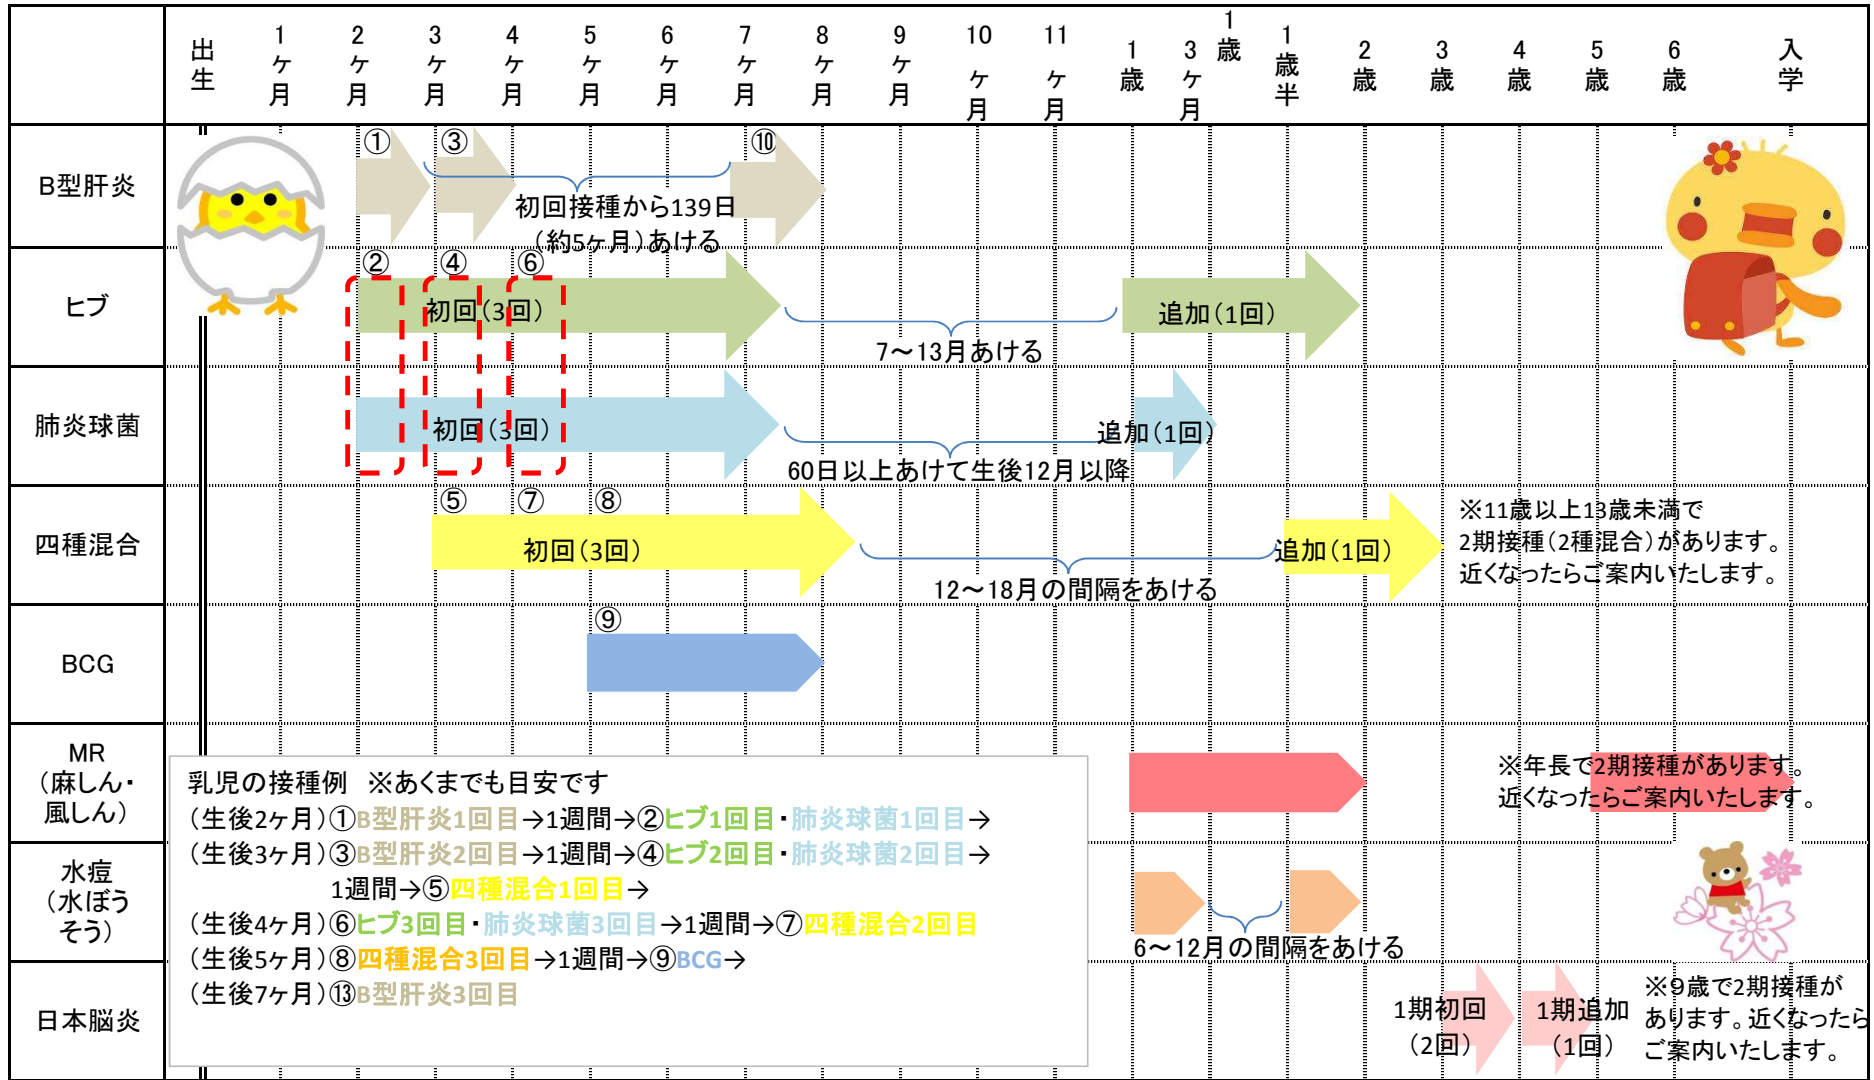 出生
1ヶ月
2ヶ月
3ヶ月
4ヶ月
5ヶ月
6ヶ月
7ヶ月
8ヶ月
9ヶ月
10ヶ月
11ヶ月
1歳
1歳
3ヶ月
1歳半
2歳
3歳
4歳
5歳
6歳
入学
B型肝炎
①
③
⑩
初回接種から139日
(約5ヶ月)あける
ヒブ
②
④
⑥
初回(3回)
7～13月あける
追加(1回)
肺炎球菌
初回(3回)
60日以上あけて生後12月以降
追加(1回)
四種混合
⑤
⑦
⑧
初回(3回)
12～18月の間隔をあける
追加(1回)
※11歳以上13歳未満で
2期接種(2種混合)があります。
近くなったらご案内いたします。
BCG
⑨
MR
(麻しん・
風しん)
※年長で2期接種があります。
近くなったらご案内いたします。
水痘
(水ぼう
そう)
6～12月の間隔をあける
日本脳炎
1期初回
(2回)
1期追加
(1回)
※9歳で2期接種が
あります。近くなったら
ご案内いたします。
乳児の接種例　※あくまでも目安です
(生後2ヶ月)①B型肝炎1回目→1週間→②ヒブ1回目・肺炎球菌1回目→
(生後3ヶ月)③B型肝炎2回目→1週間→④ヒブ2回目・肺炎球菌2回目→
1週間→⑤四種混合1回目→
(生後4ヶ月)⑥ヒブ3回目・肺炎球菌3回目→1週間→⑦四種混合2回目
(生後5ヶ月)⑧四種混合3回目→1週間→⑨BCG→
(生後7ヶ月)⑬B型肝炎3回目